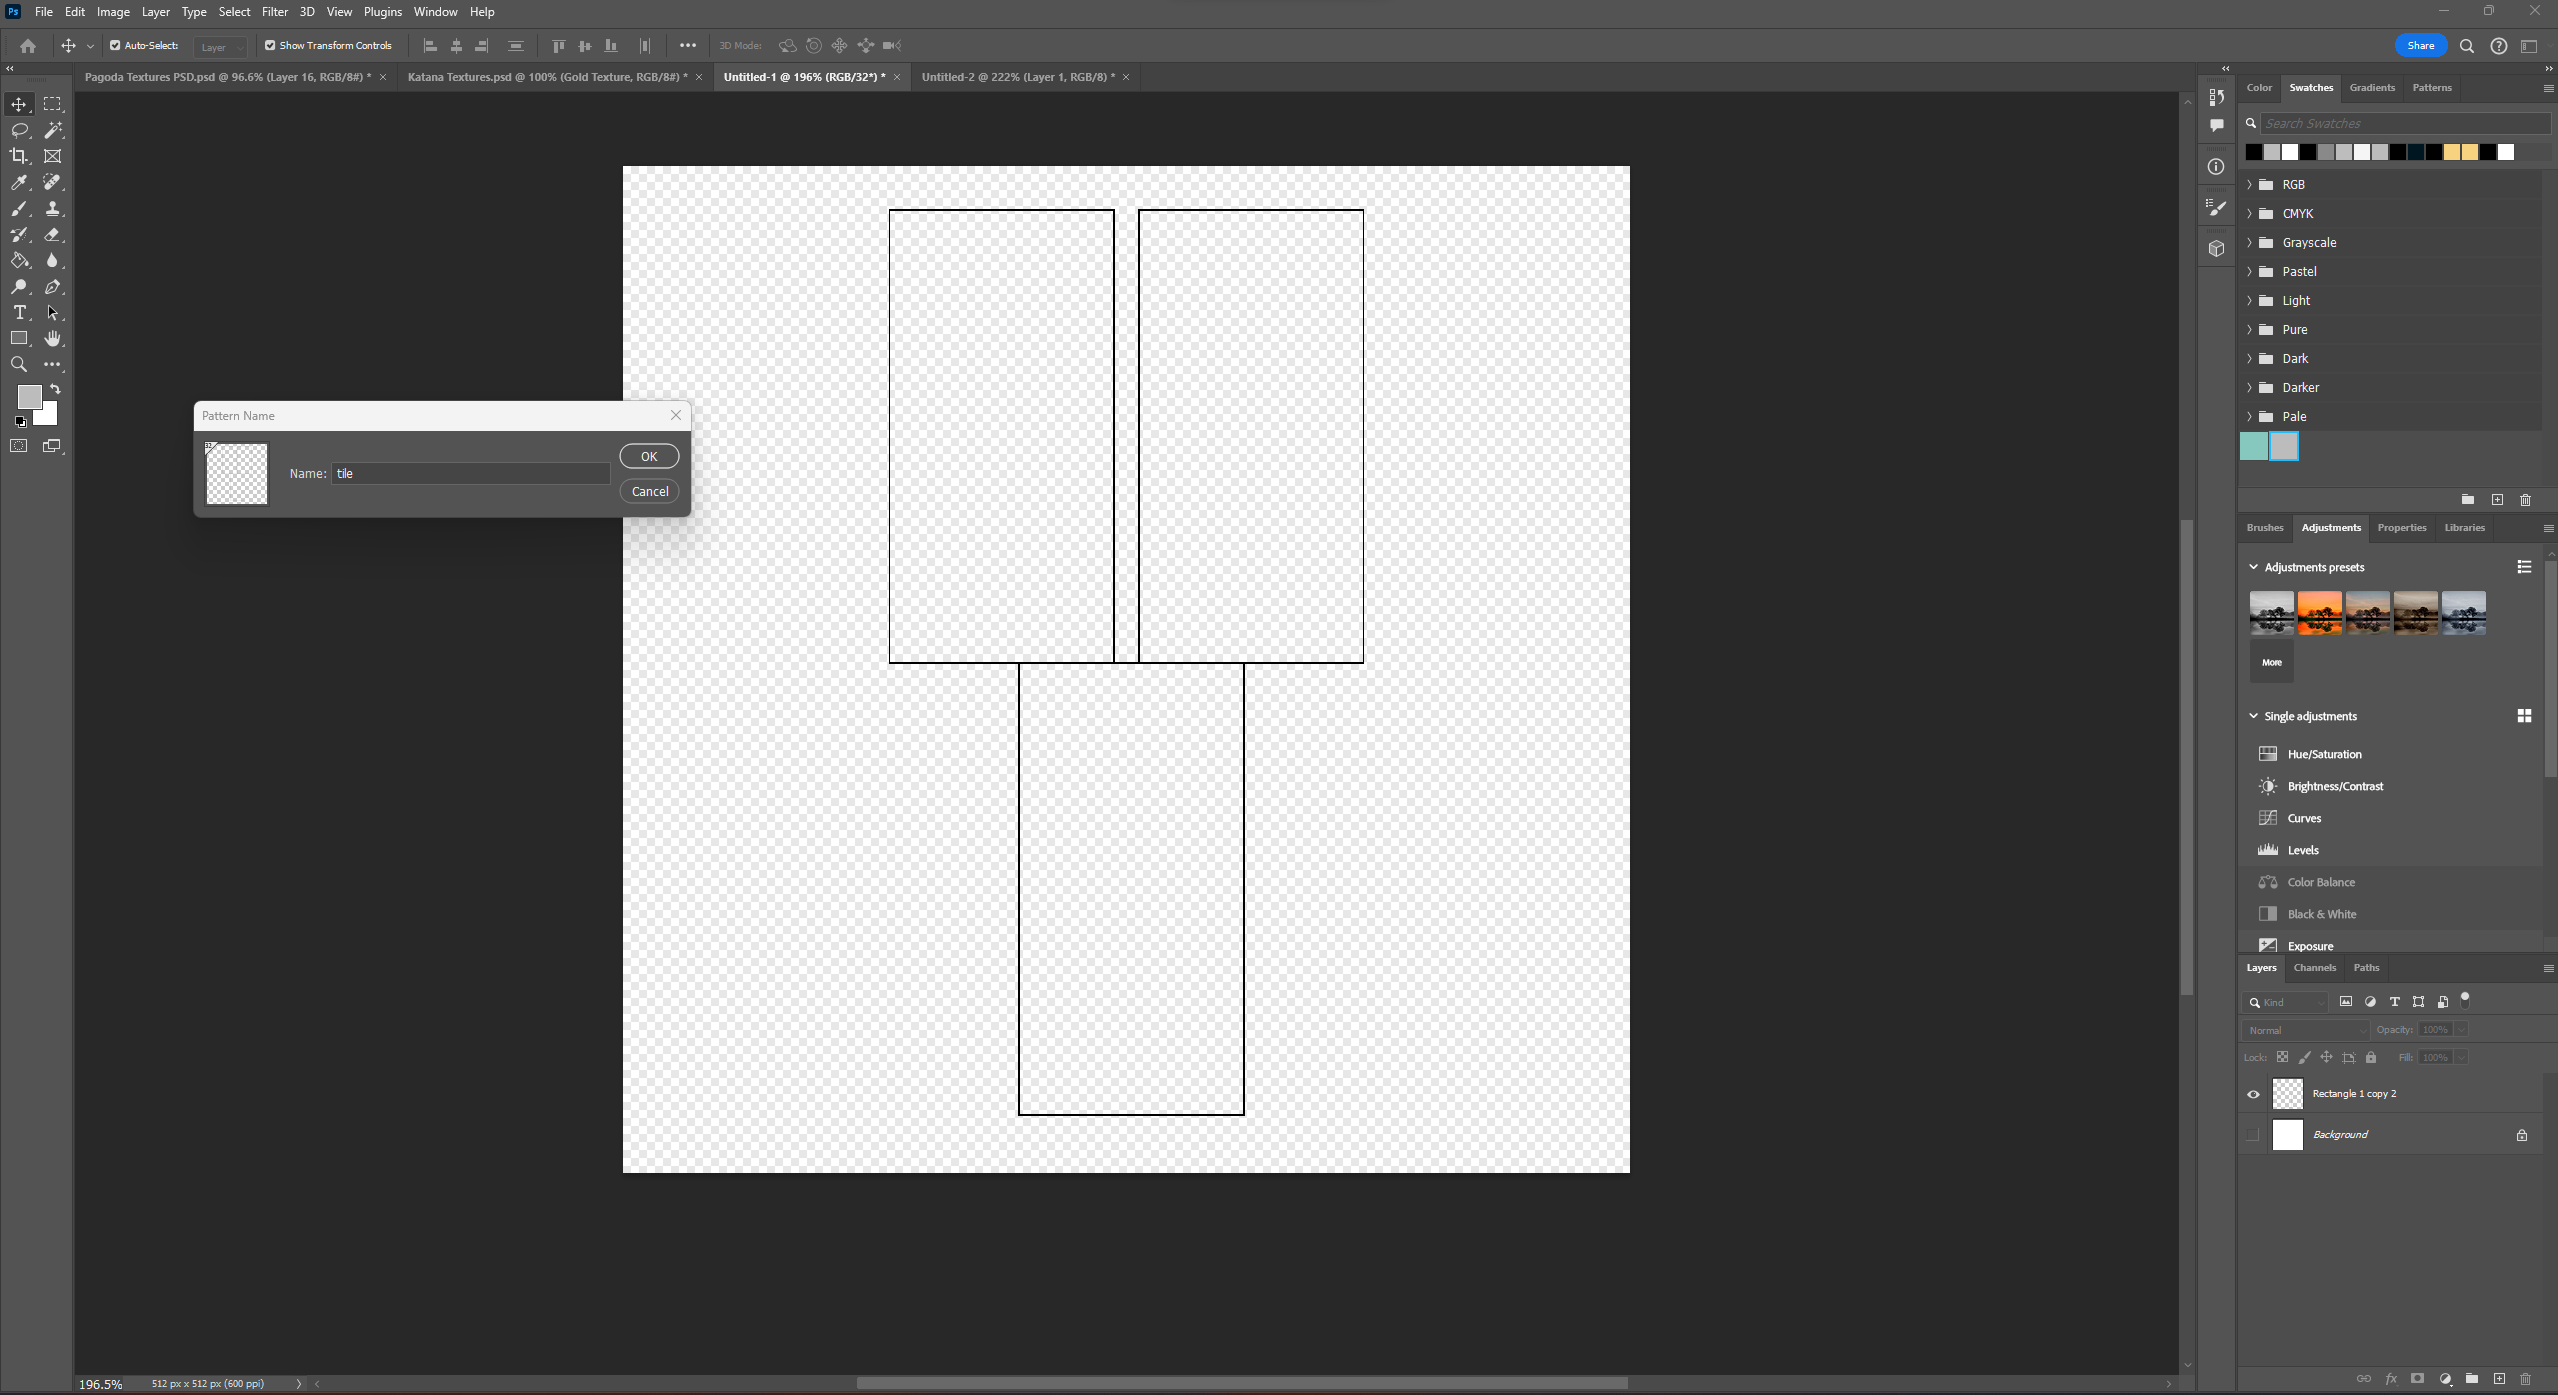 Ps File Edit Image Layer Type Select Filter 3D View Plugins Window Help
Auto-Select: Layer Show Transform Controls 3D Mode: Share
Pagoda Textures PSD.psd @ 96.6% (Layer 16, RGB/8#) * Katana Textures.psd @ 100% (Gold Texture, RGB/8#) * Untitled-1 @ 196% (RGB/32*) * Untitled-2 @ 222% (Layer 1, RGB/8) *
Color Swatches Gradients Patterns
Search Swatches
RGB
CMYK
Grayscale
Pastel
Light
Pure
Dark
Darker
Pale
Pattern Name
32
Name: tile
OK
Cancel
Brushes Adjustments Properties Libraries
Adjustments presets
More
Single adjustments
Hue/Saturation
Brightness/Contrast
Curves
Levels
Color Balance
Black & White
Exposure
Layers Channels Paths
Kind
Normal Opacity: 100%
Lock: Fill: 100%
Rectangle 1 copy 2
Background
fx
196.5% 512 px x 512 px (600 ppi)